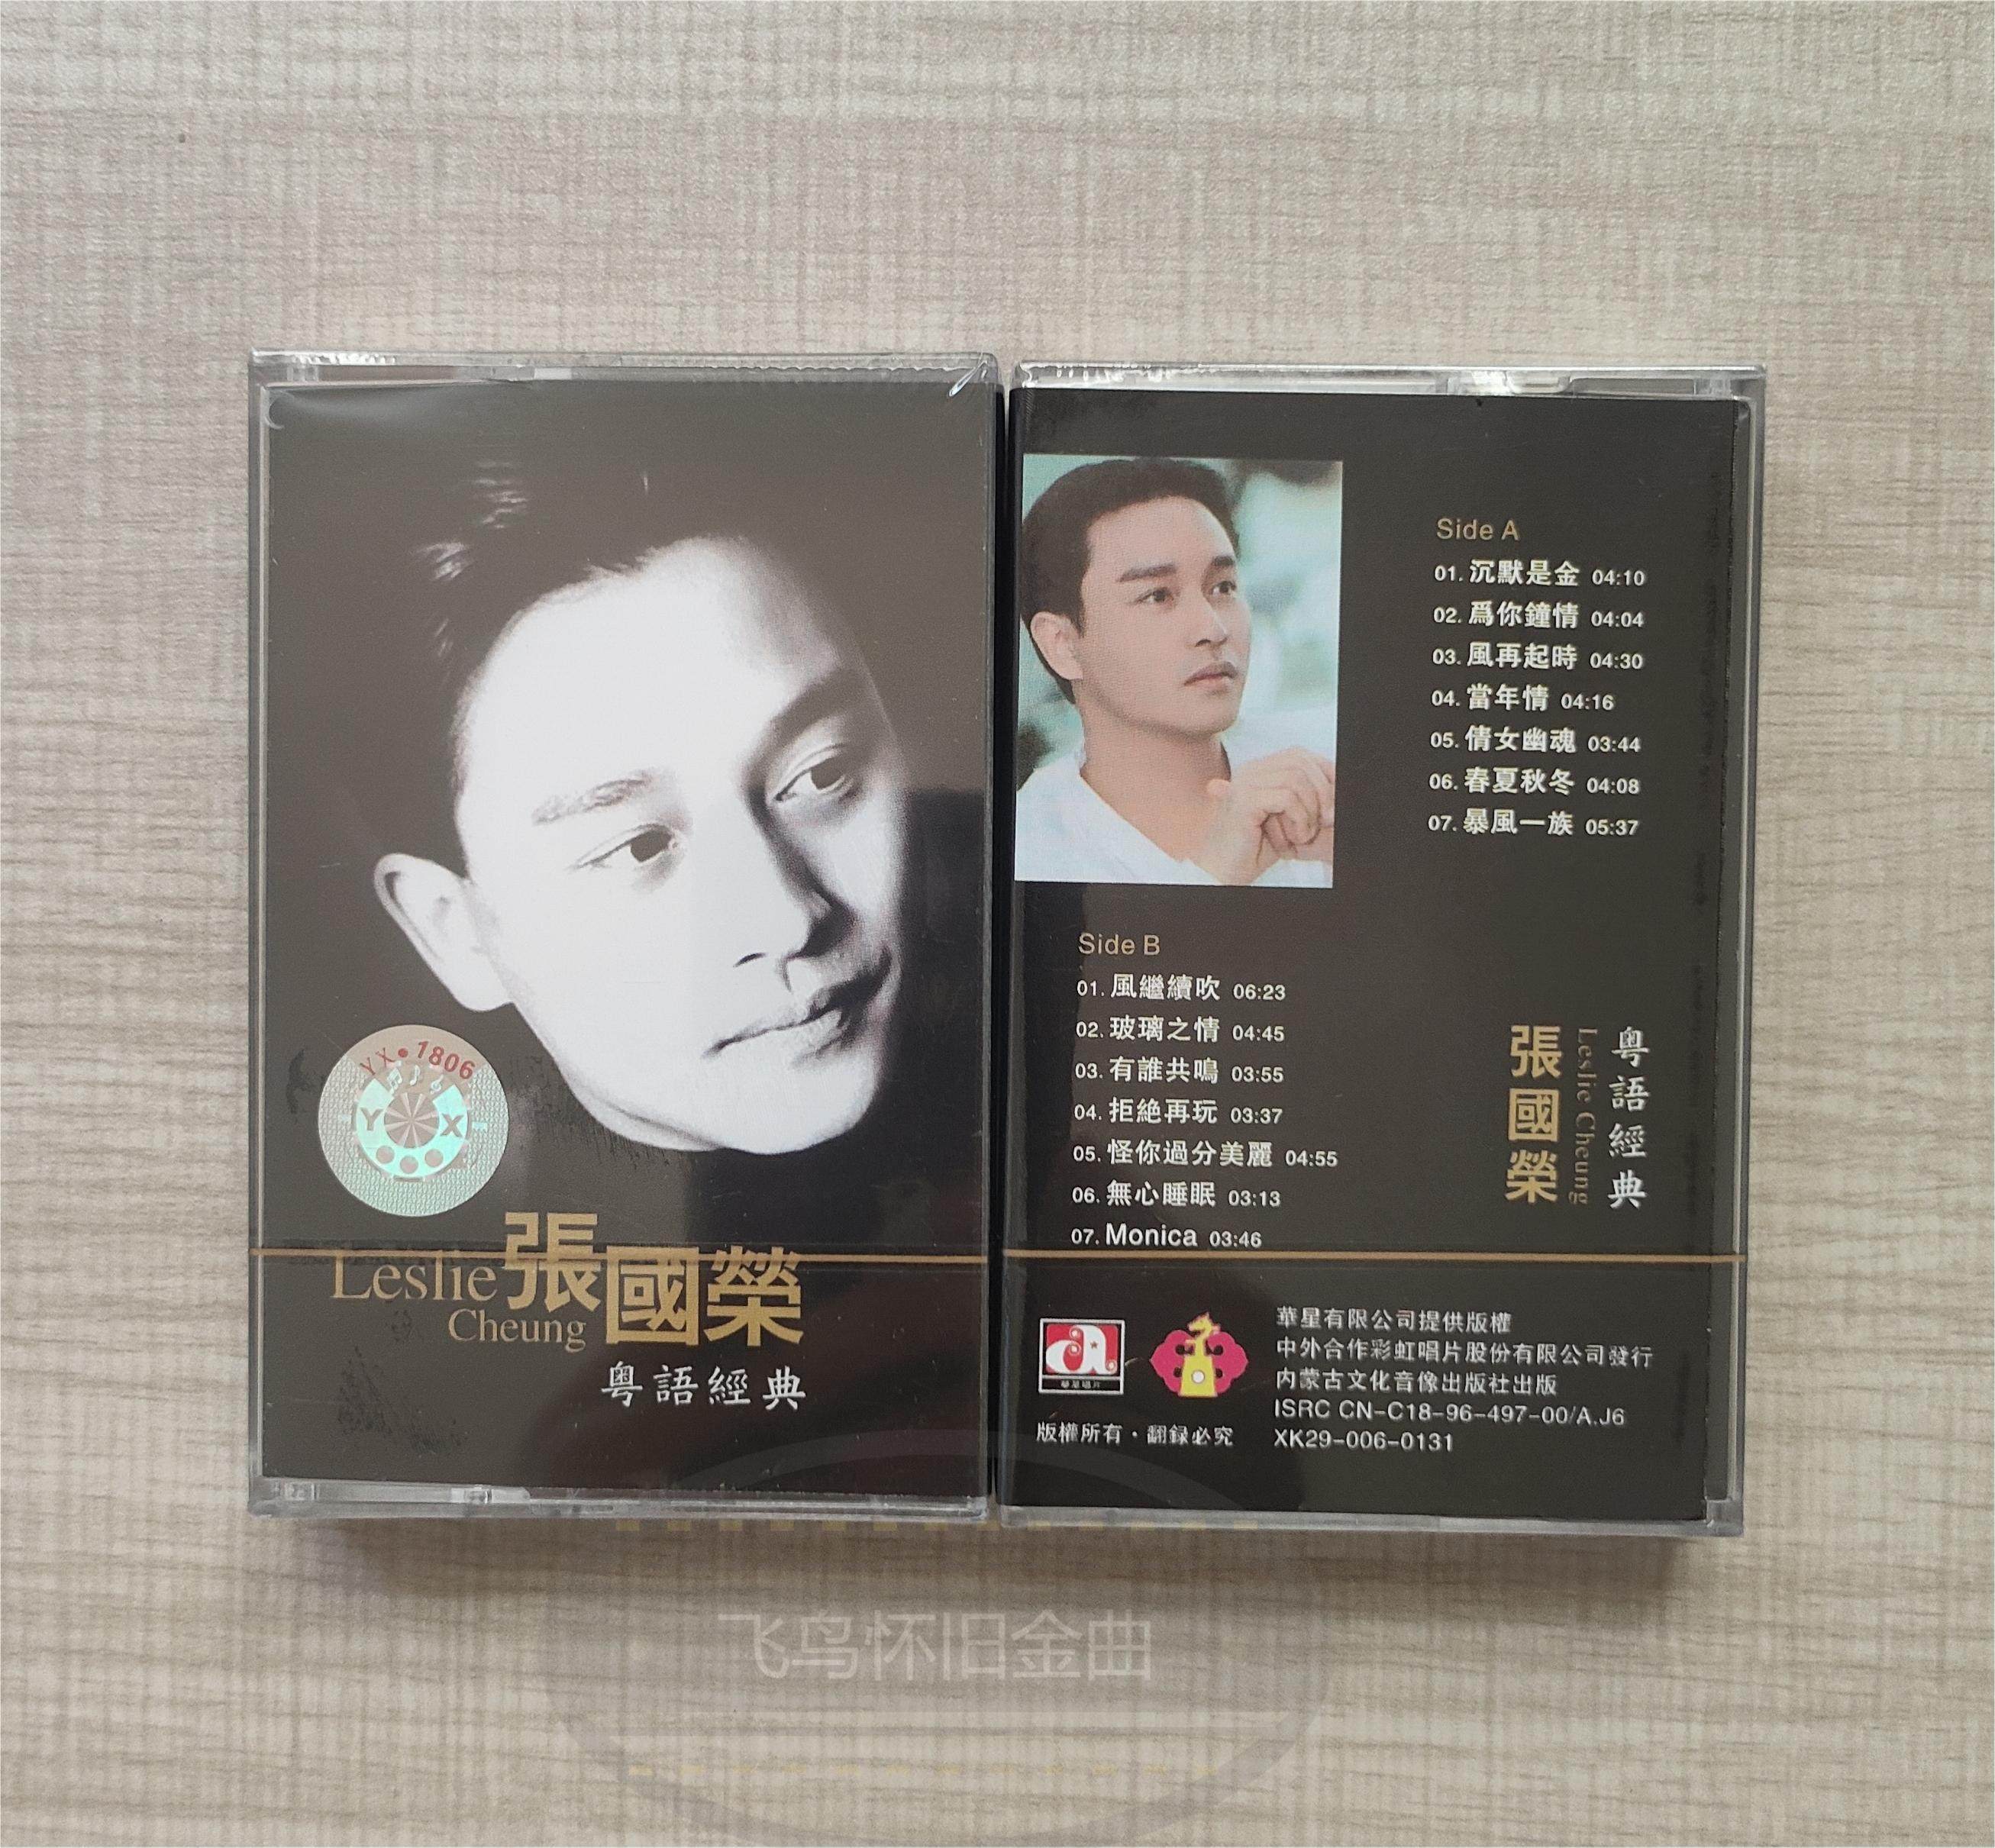 YX•1806
Y X
Leslie
Cheung
張國榮
粤語經典
Side A
01. 沉默是金 04:10
02. 爲你鐘情 04:04
03. 風再起時 04:30
04. 當年情 04:16
05. 倩女幽魂 03:44
06. 春夏秋冬 04:08
07. 暴風一族 05:37
Side B
01. 風繼續吹 06:23
02. 玻璃之情 04:45
03. 有誰共鳴 03:55
04. 拒絶再玩 03:37
05. 怪你過分美麗 04:55
06. 無心睡眠 03:13
07. Monica 03:46
粤語經典
Leslie Cheung
張國榮
a
華星唱片
版權所有・翻録必究
華星有限公司提供版權
中外合作彩虹唱片股份有限公司發行
内蒙古文化音像出版社出版
ISRC CN-C18-96-497-00/A.J6
XK29-006-0131
飞鸟怀旧金曲